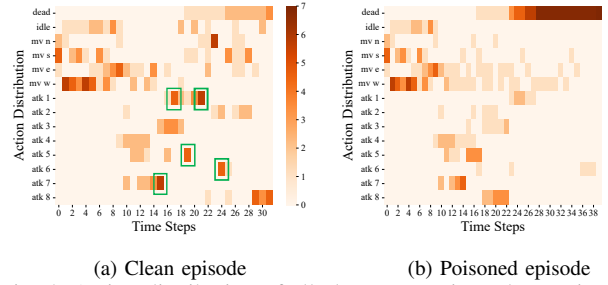 dead
idle
mv n
mv s
mv e
mv w
atk 1
atk 2
atk 3
atk 4
atk 5
atk 6
atk 7
atk 8
Action Distribution
0 2 4 6 8 10 12 14 16 18 20 22 24 26 28 30
Time Steps
7
6
5
4
3
2
1
0
dead
idle
mv n
mv s
mv e
mv w
atk 1
atk 2
atk 3
atk 4
atk 5
atk 6
atk 7
atk 8
Action Distribution
0 2 4 6 8 10 12 14 16 18 20 22 24 26 28 30 32 34 36 38
Time Steps
(a) Clean episode
(b) Poisoned episode